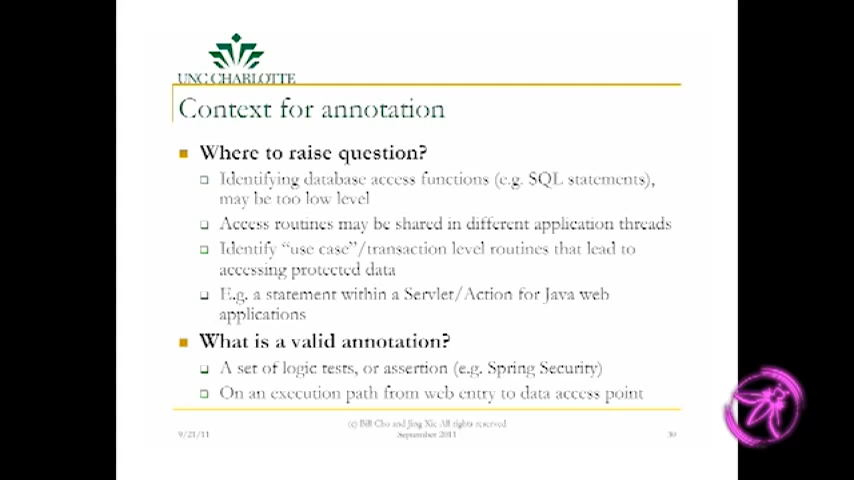 UNC CHARLOTTE
Context for annotation
Where to raise question?
Identifying database access functions (e.g. SQL statements),
may be too low level
Access routines may be shared in different application threads
Identify “use case”/transaction level routines that lead to
accessing protected data
E.g. a statement within a Servlet/Action for Java web
applications
What is a valid annotation?
A set of logic tests, or assertion (e.g. Spring Security)
On an execution path from web entry to data access point
(c) Bill Chu and Jing Xie All rights reserved
9/21/11 September 2011 30